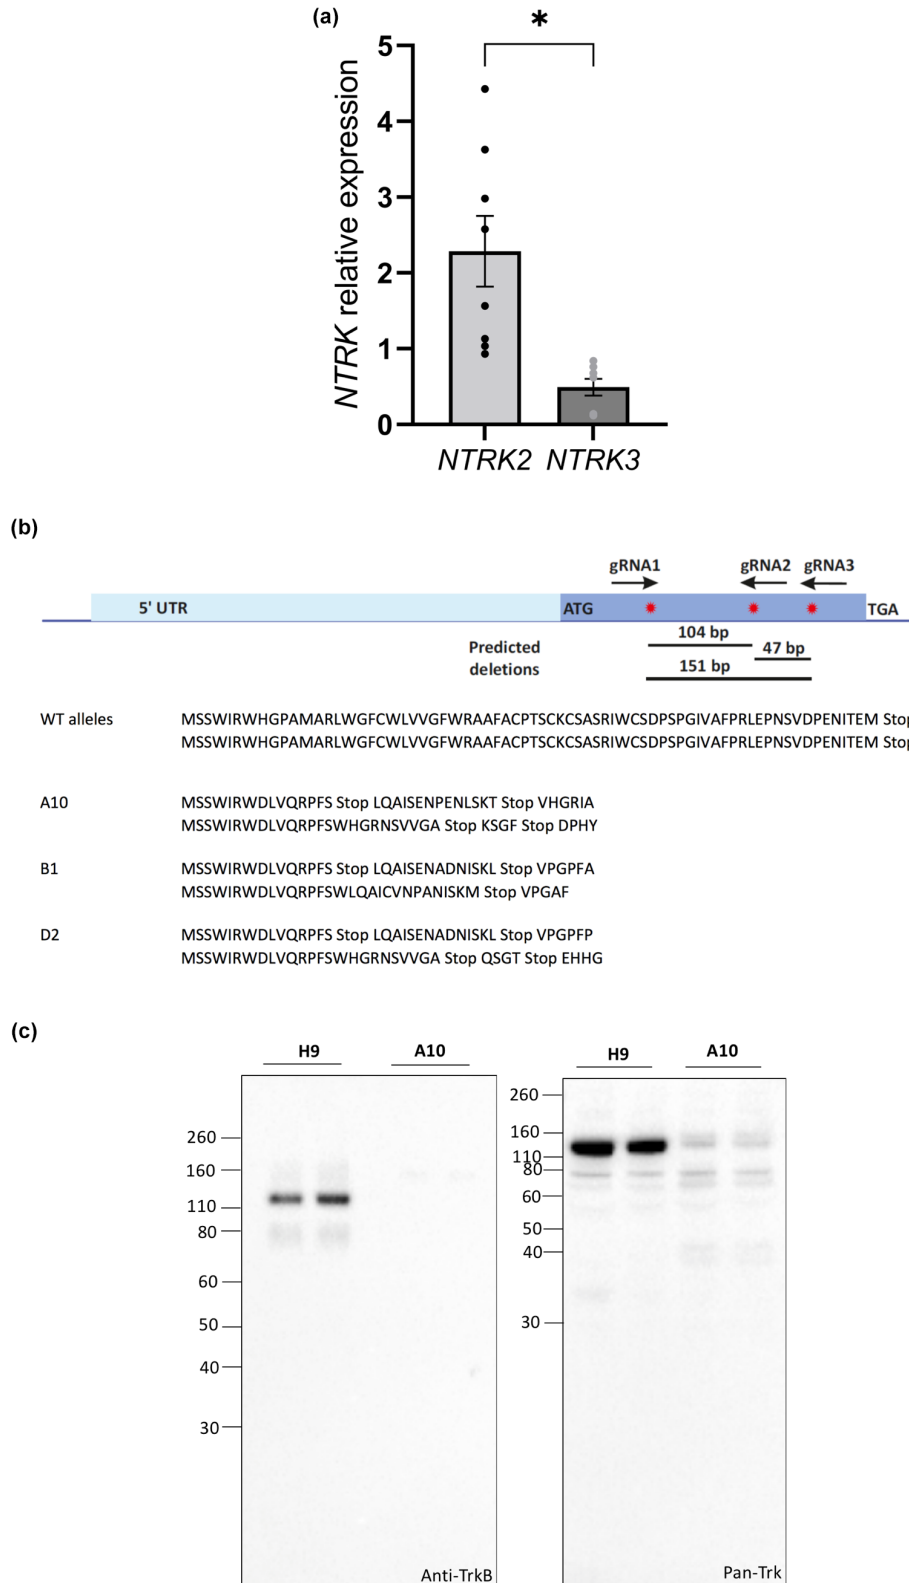 (a)
*
NTRK relative expression
5
4
3
2
1
0
NTRK2 NTRK3
(b)
gRNA1 gRNA2 gRNA3
5' UTR ATG TGA
Predicted deletions
104 bp
47 bp
151 bp
WT alleles MSSWIRWHGPAMARLWGFCWLVVGFWRAAFACPTSCKCSASRIWCSDPSPGIVAFPRLEPNSVDPENITEM Stop
MSSWIRWHGPAMARLWGFCWLVVGFWRAAFACPTSCKCSASRIWCSDPSPGIVAFPRLEPNSVDPENITEM Stop
A10 MSSWIRWDLVQRPFS Stop LQAISENPENLSKT Stop VHGRIA
MSSWIRWDLVQRPFSWHGRNSVVGA Stop KSGF Stop DPHY
B1 MSSWIRWDLVQRPFS Stop LQAISENADNISKL Stop VPGPFA
MSSWIRWDLVQRPFSWLQAICVNPANISKM Stop VPGAF
D2 MSSWIRWDLVQRPFS Stop LQAISENADNISKL Stop VPGPFP
MSSWIRWDLVQRPFSWHGRNSVVGA Stop QSGT Stop EHHG
(c)
H9 A10
260
160
110
80
60
50
40
30
Anti-TrkB
H9 A10
260
160
110
80
60
50
40
30
Pan-Trk